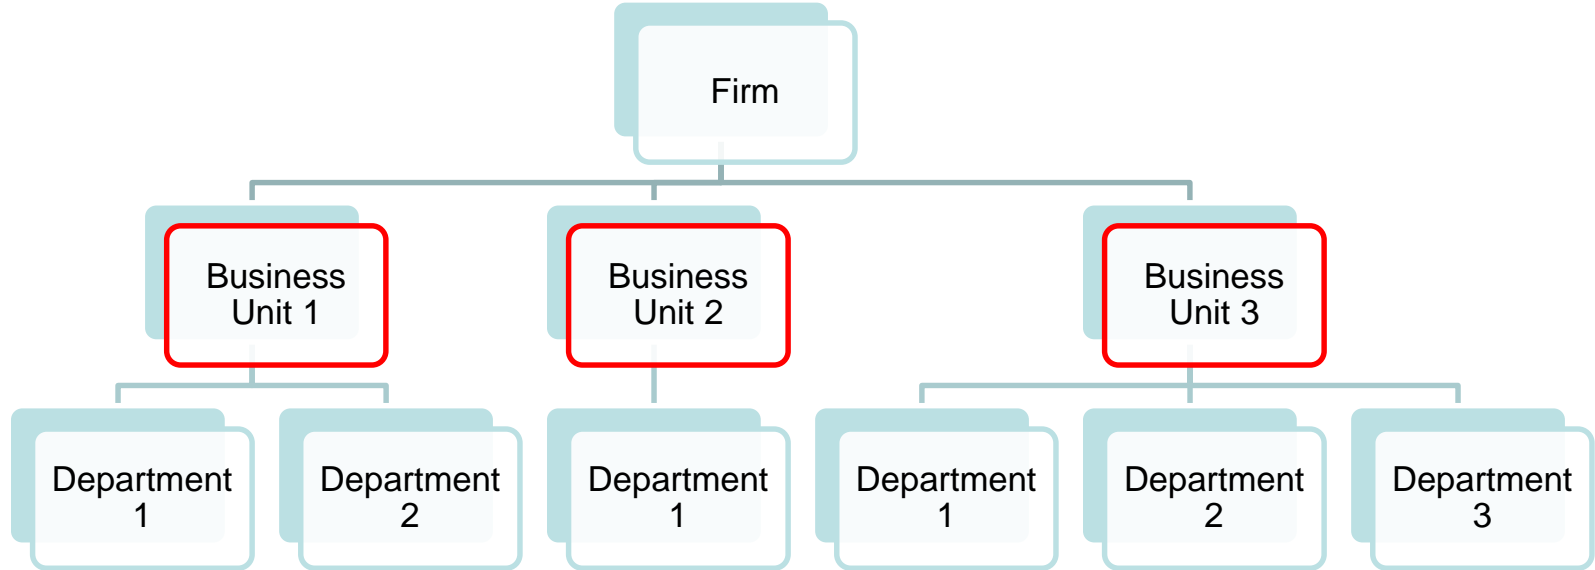 Firm
Business
Unit 1
Business
Unit 2
Business
Unit 3
Department
1
Department
2
Department
1
Department
1
Department
2
Department
3